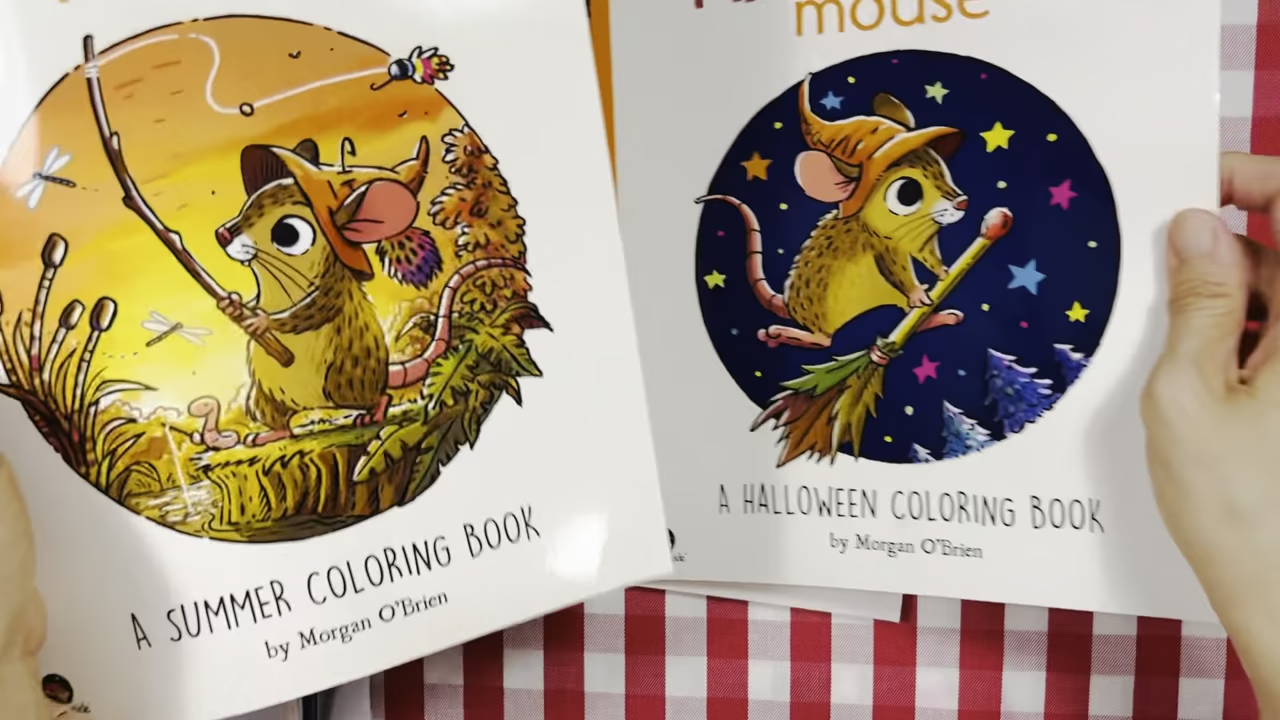 A SUMMER COLORING BOOK
by Morgan O'Brien
mouse
A HALLOWEEN COLORING BOOK
by Morgan O'Brien